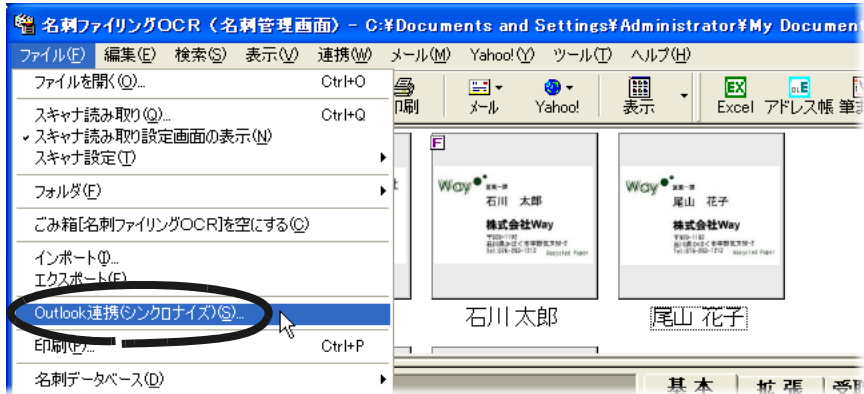 名刺ファイリングOCR(名刺管理画面) - C:¥Documents and Settings¥Administrator¥My Documen
ファイル(F) 編集(E) 検索(S) 表示(V) 連携(W) メール(M) Yahoo!(Y) ツール(T) ヘルプ(H)
ファイルを開く(O)... Ctrl+O
スキャナ読み取り(Q)... Ctrl+Q
スキャナ読み取り設定画面の表示(N)
スキャナ設定(T)
フォルダ(F)
ごみ箱[名刺ファイリングOCR]を空にする(C)
インポート(I)...
エクスポート(E)...
Outlook連携(シンクロナイズ)(S)...
印刷(P)... Ctrl+P
名刺データベース(D)
印刷 メール Yahoo! 表示 Excel アドレス帳 筆ま
EX
OLE
F
Way
石川 太郎
株式会社Way
Recycled Paper
Way
尾山 花子
株式会社Way
Recycled Paper
石川 太郎 尾山 花子
基本 拡張 受取